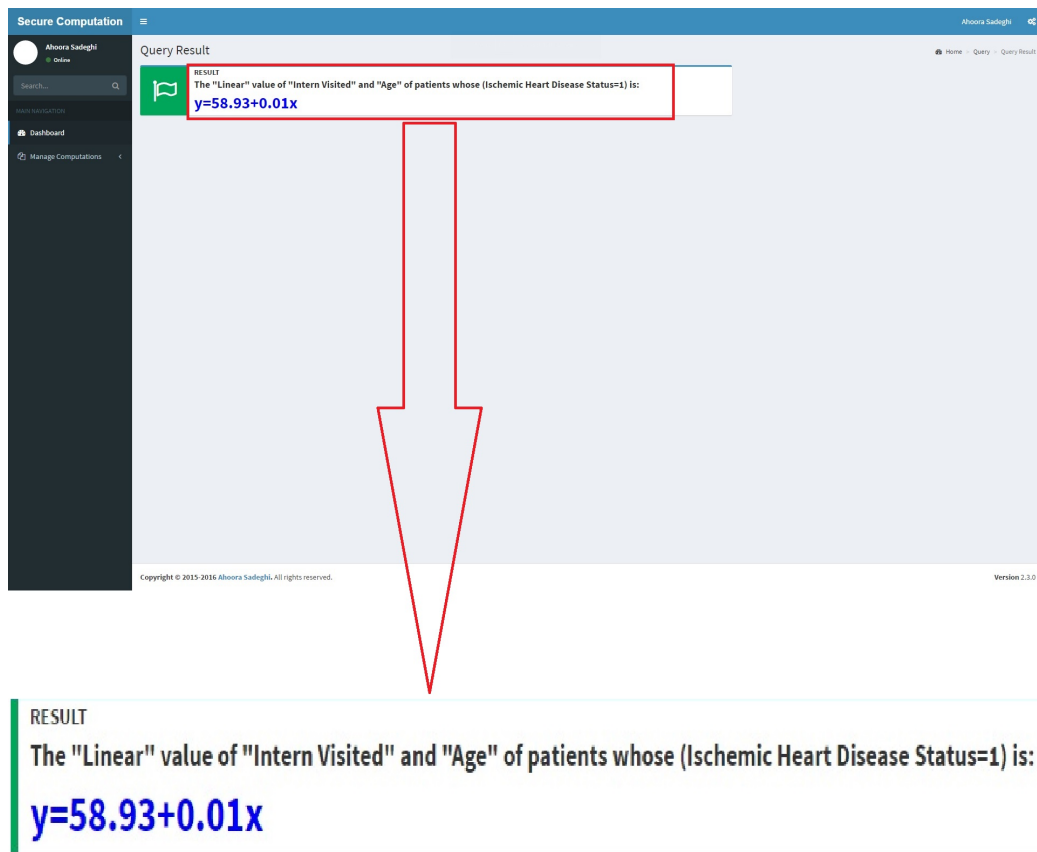 Secure Computation
Ahoora Sadeghi
Ahoora Sadeghi
Online
Search...
MAIN NAVIGATION
Dashboard
Manage Computations
Query Result
Home > Query > Query Result
RESULT
The "Linear" value of "Intern Visited" and "Age" of patients whose (Ischemic Heart Disease Status=1) is:
y=58.93+0.01x
Copyright © 2015-2016 Ahoora Sadeghi. All rights reserved.
Version 2.3.0
RESULT
The "Linear" value of "Intern Visited" and "Age" of patients whose (Ischemic Heart Disease Status=1) is:
y=58.93+0.01x